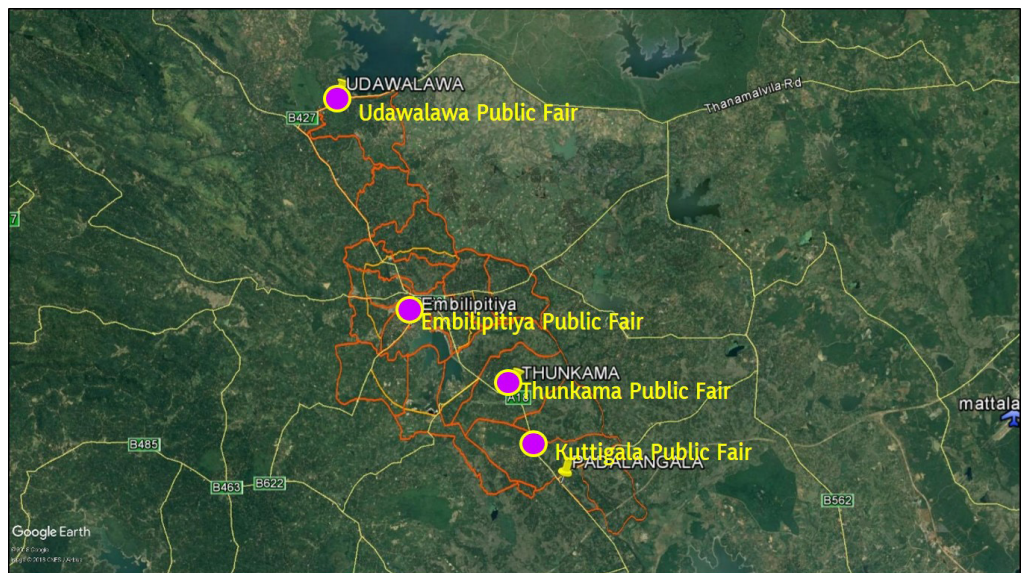 UDAWALAWA
Udawalawa Public Fair
B427
Thanamalvila Rd
7
Embilipitiya
Embilipitiya Public Fair
THUNKAMA
Thunkama Public Fair
A18
mattala
Kuttigala Public Fair
PADALANGALA
B485
B463
B622
B562
Google Earth